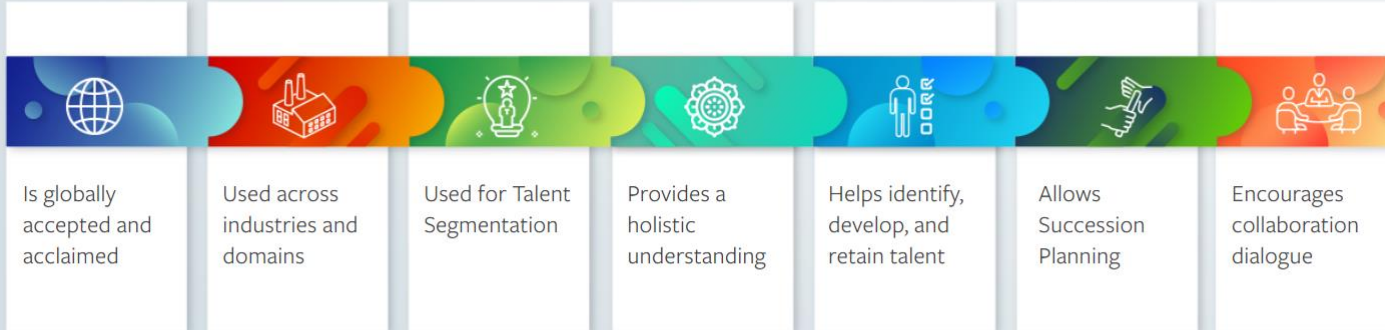 Is globally
accepted and
acclaimed
Used across
industries and
domains
Used for Talent
Segmentation
Provides a
holistic
understanding
Helps identify,
develop, and
retain talent
Allows
Succession
Planning
Encourages
collaboration
dialogue